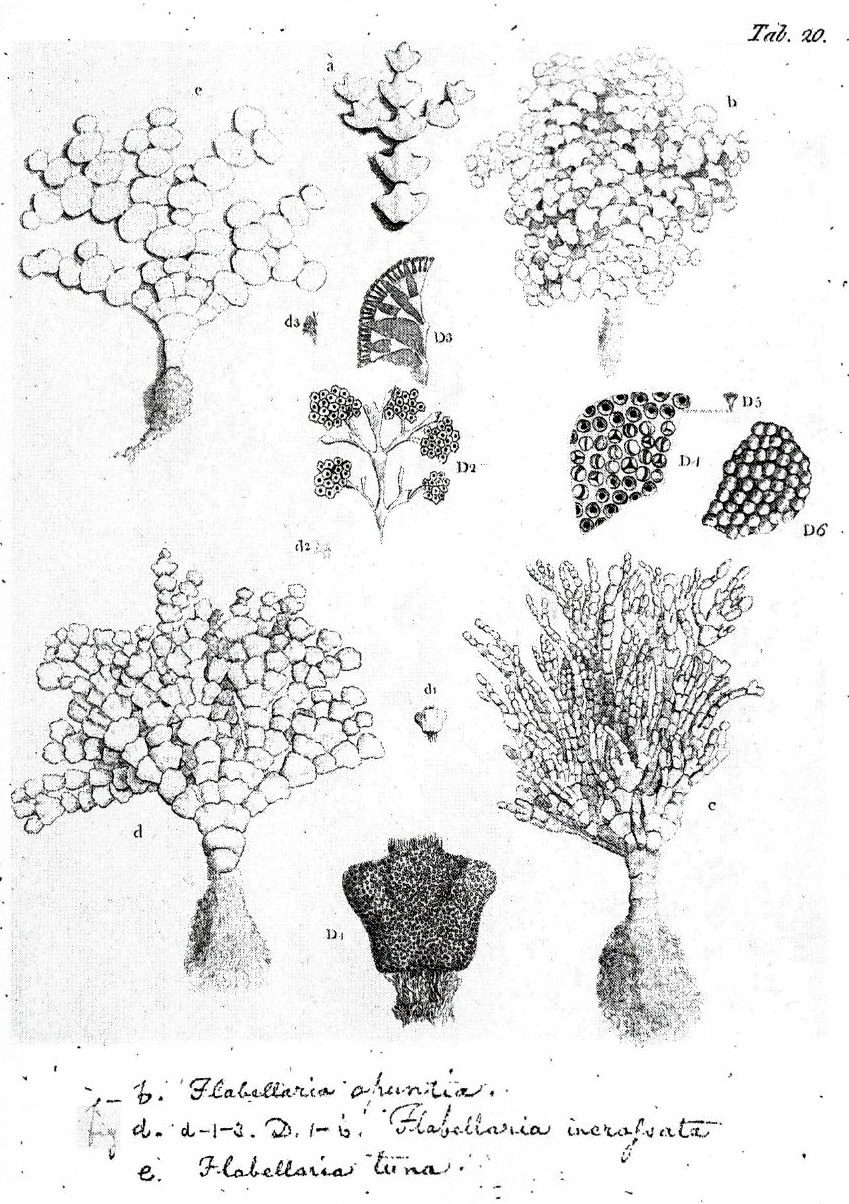 Tab. 20.
e
a
b
d3
D3
D5
D2
D4
D6
d2
d1
d
c
D1
b. Flabellaria opuntia.
fig d. d-1-3. D. 1-6. Flabellaria incraſsata
e. Flabellaria tuna.